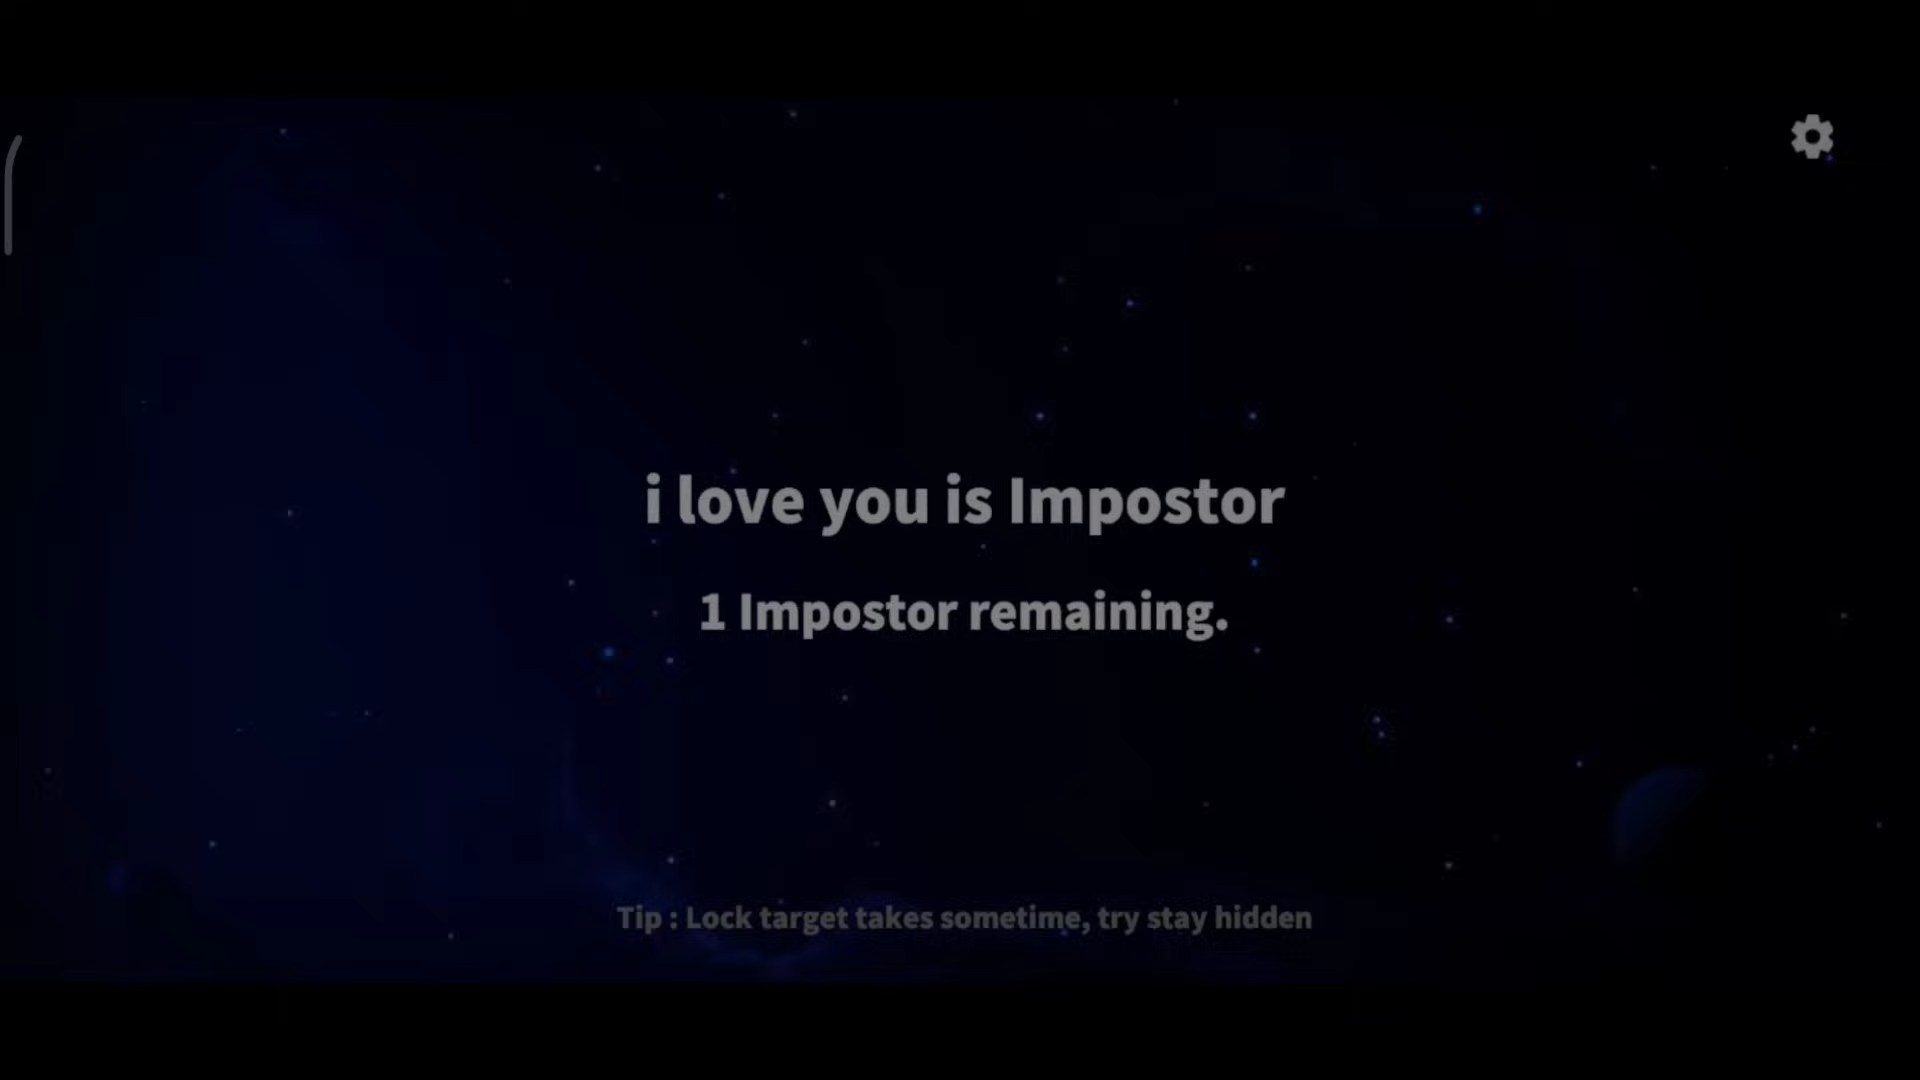 i love you is Impostor
1 Impostor remaining.
Tip : Lock target takes sometime, try stay hidden